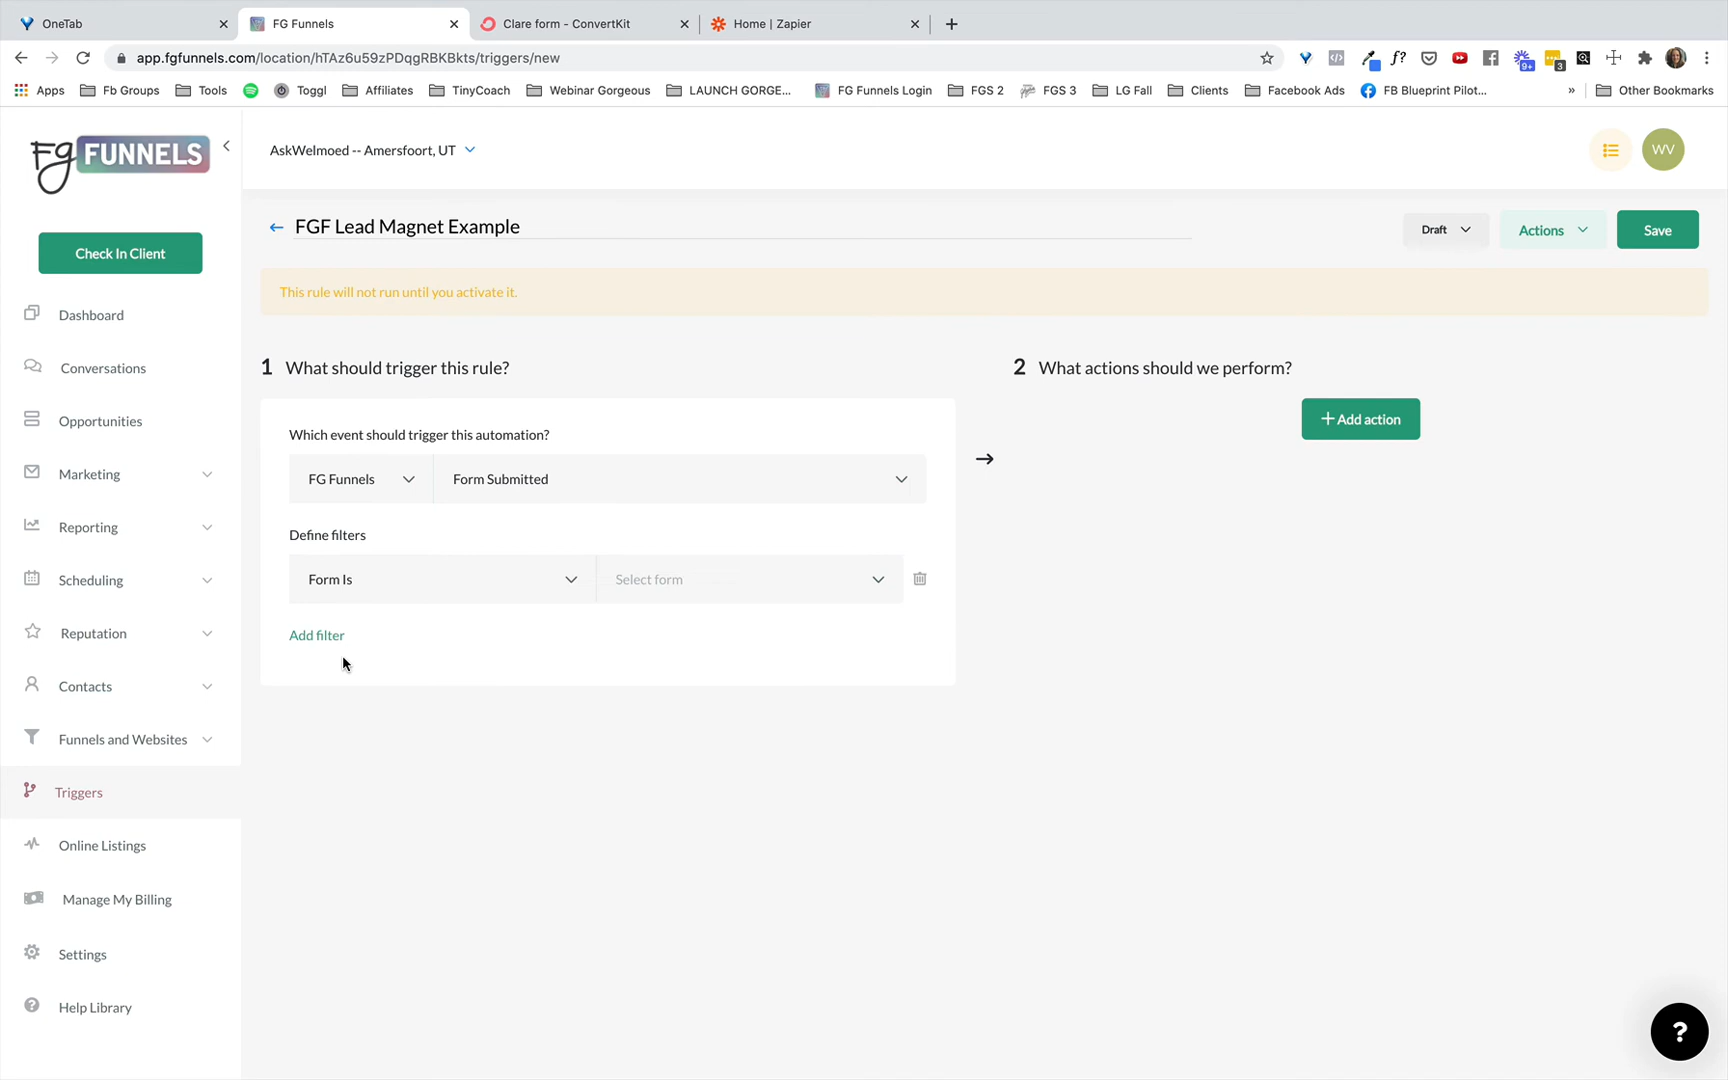 OneTab
FG Funnels
Clare form - ConvertKit
Home | Zapier
app.fgfunnels.com/location/hTAz6u59zPDqgRBKBkts/triggers/new
f?
9+
3
Apps
Fb Groups
Tools
Toggl
Affiliates
TinyCoach
Webinar Gorgeous
LAUNCH GORGE...
FG Funnels Login
FGS 2
FGS 3
LG Fall
Clients
Facebook Ads
FB Blueprint Pilot...
»
Other Bookmarks
Fg FUNNELS
AskWelmoed -- Amersfoort, UT
WV
FGF Lead Magnet Example
Draft
Actions
Save
Check In Client
This rule will not run until you activate it.
Dashboard
Conversations
Opportunities
Marketing
Reporting
Scheduling
Reputation
Contacts
Funnels and Websites
Triggers
Online Listings
Manage My Billing
Settings
Help Library
1 What should trigger this rule?
Which event should trigger this automation?
FG Funnels
Form Submitted
Define filters
Form Is
Select form
Add filter
2 What actions should we perform?
+ Add action
?